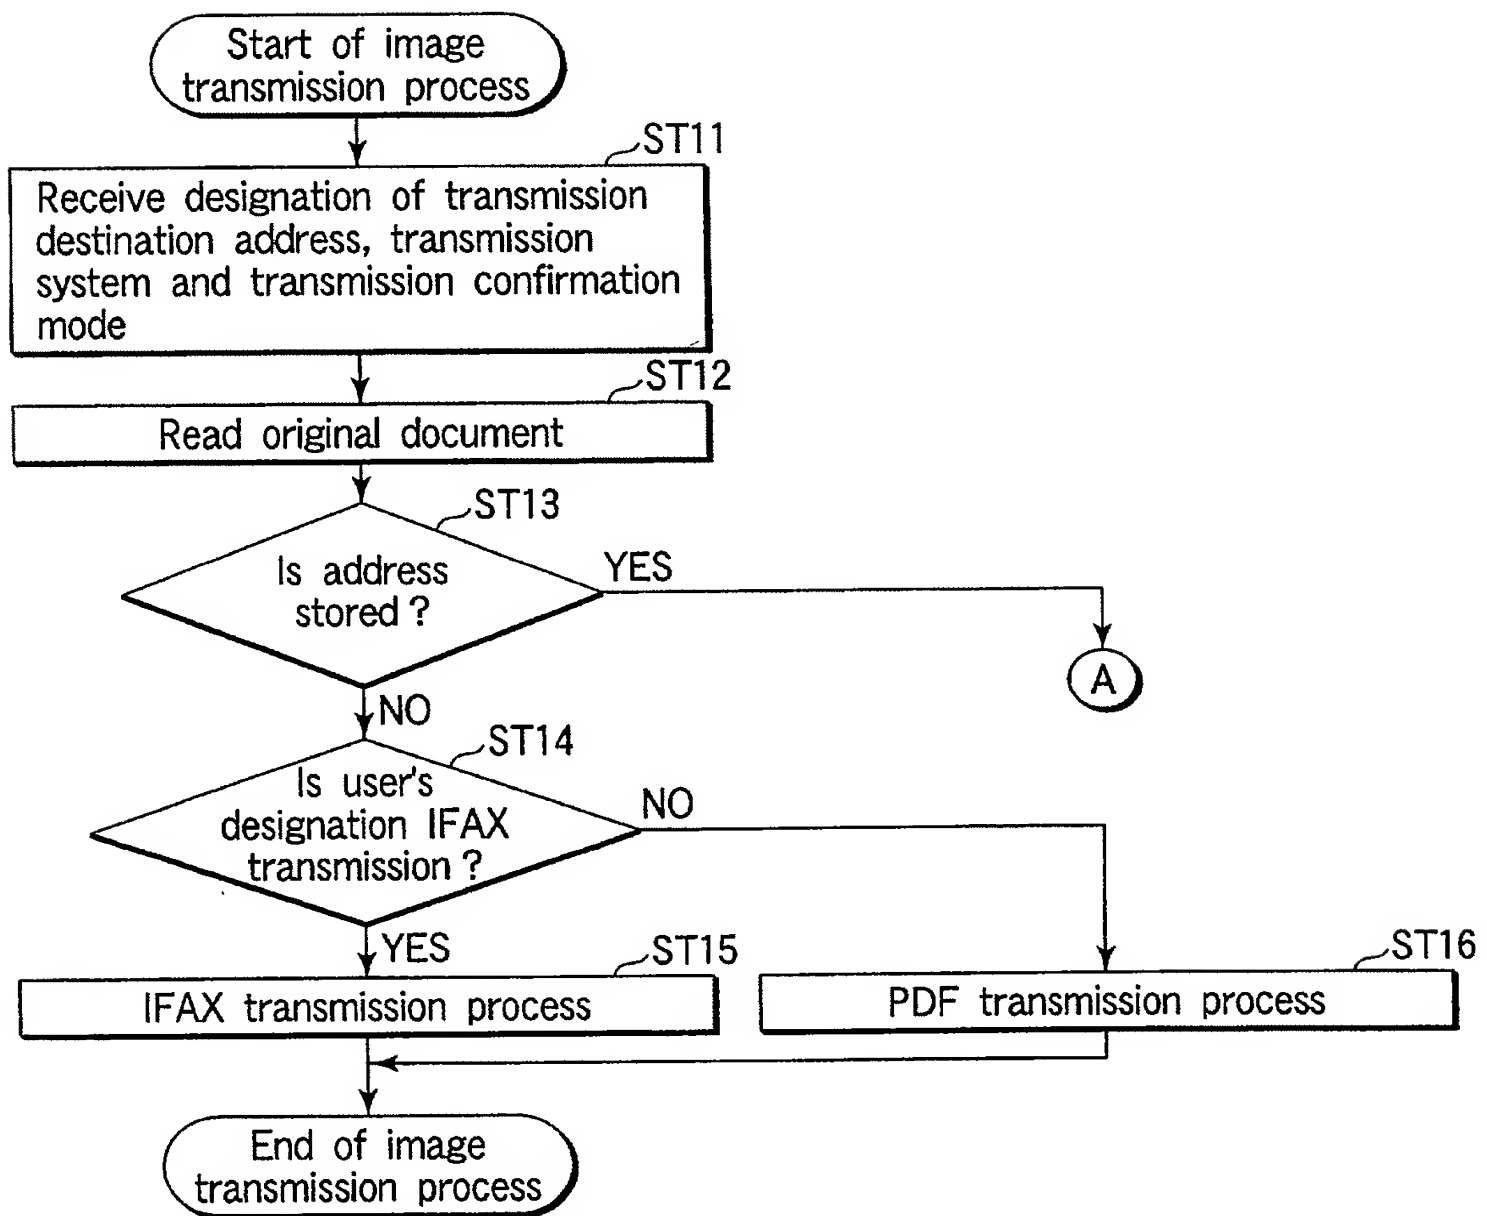 Start of image
transmission process
ST11
Receive designation of transmission
destination address, transmission
system and transmission confirmation
mode
ST12
Read original document
ST13
Is address
stored ?
YES
A
NO
ST14
Is user's
designation IFAX
transmission ?
NO
YES
ST15
IFAX transmission process
ST16
PDF transmission process
End of image
transmission process